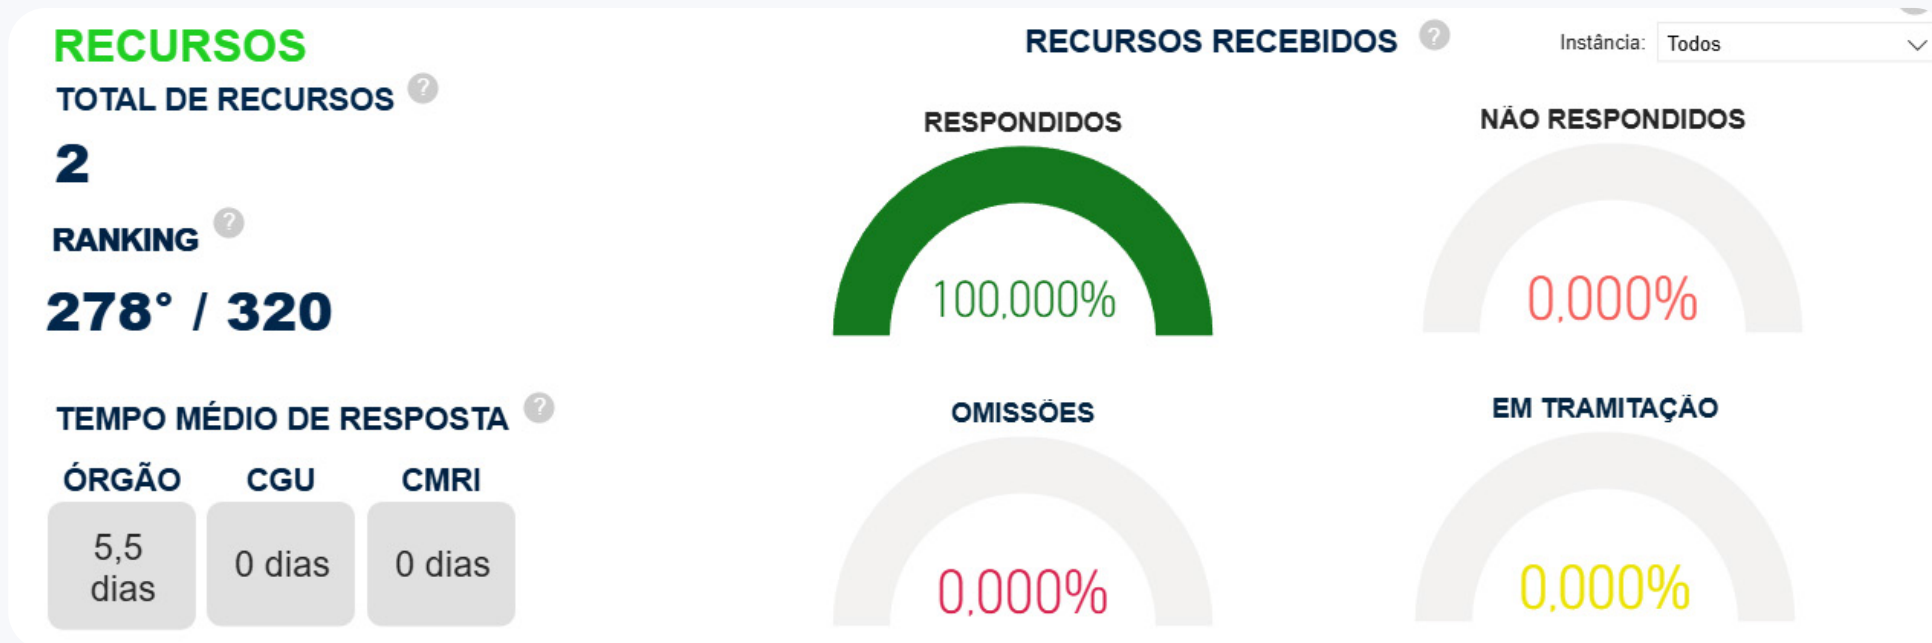 RECURSOS
TOTAL DE RECURSOS ?
2
RANKING ?
278° / 320
TEMPO MÉDIO DE RESPOSTA ?
ÓRGÃO CGU CMRI
5,5 dias
0 dias
0 dias
RECURSOS RECEBIDOS ?
Instância: Todos
RESPONDIDOS
100,000%
NÃO RESPONDIDOS
0,000%
OMISSÕES
0,000%
EM TRAMITAÇÃO
0,000%